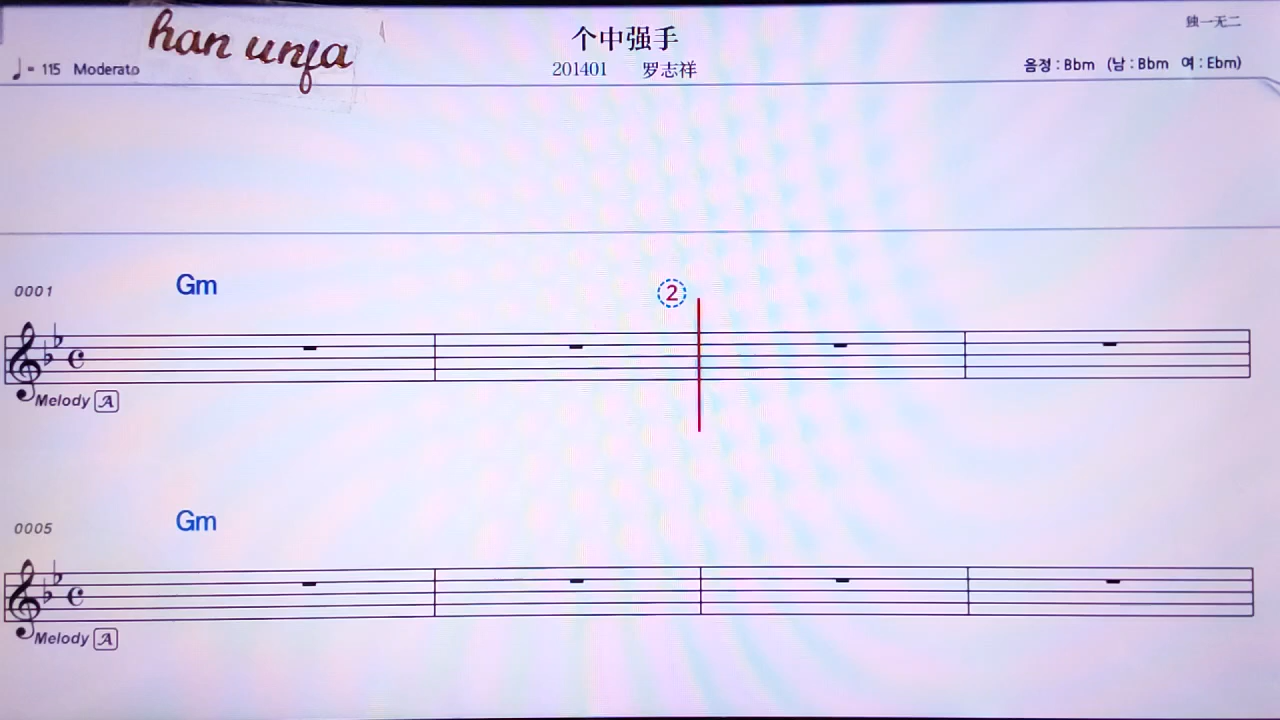 han unfa
个中强手
独一无二
♩= 115 Moderato
201401 罗志祥
음정 : Bbm (남 : Bbm 여 : Ebm)
0001
Gm
2
Melody A
0005
Gm
Melody A